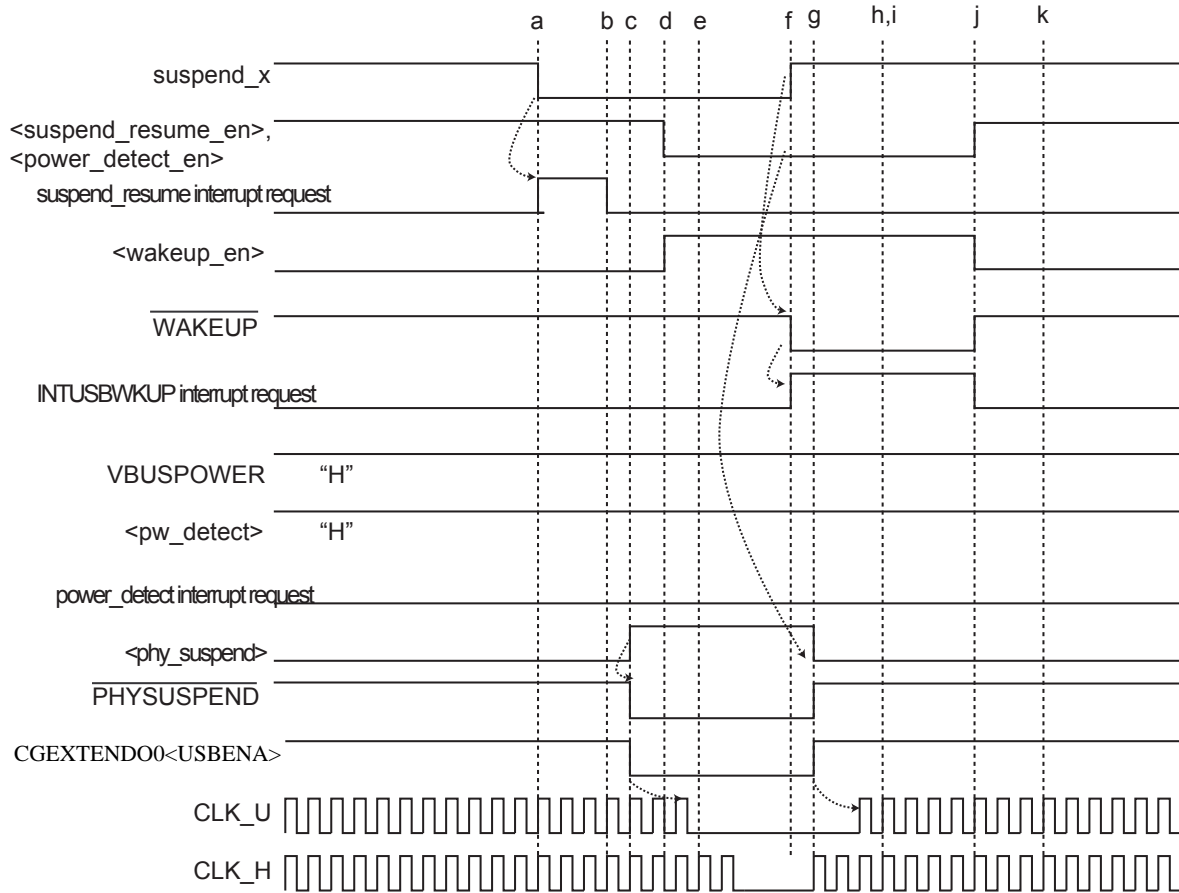 a b c d e f g h,i j k
suspend_x
<suspend_resume_en>,
<power_detect_en>
suspend_resume interrupt request
<wakeup_en>
WAKEUP
INTUSBWKUP interrupt request
VBUSPOWER “H”
<pw_detect> “H”
power_detect interrupt request
<phy_suspend>
PHYSUSPEND
CGEXTENDO0<USBENA>
CLK_U
CLK_H